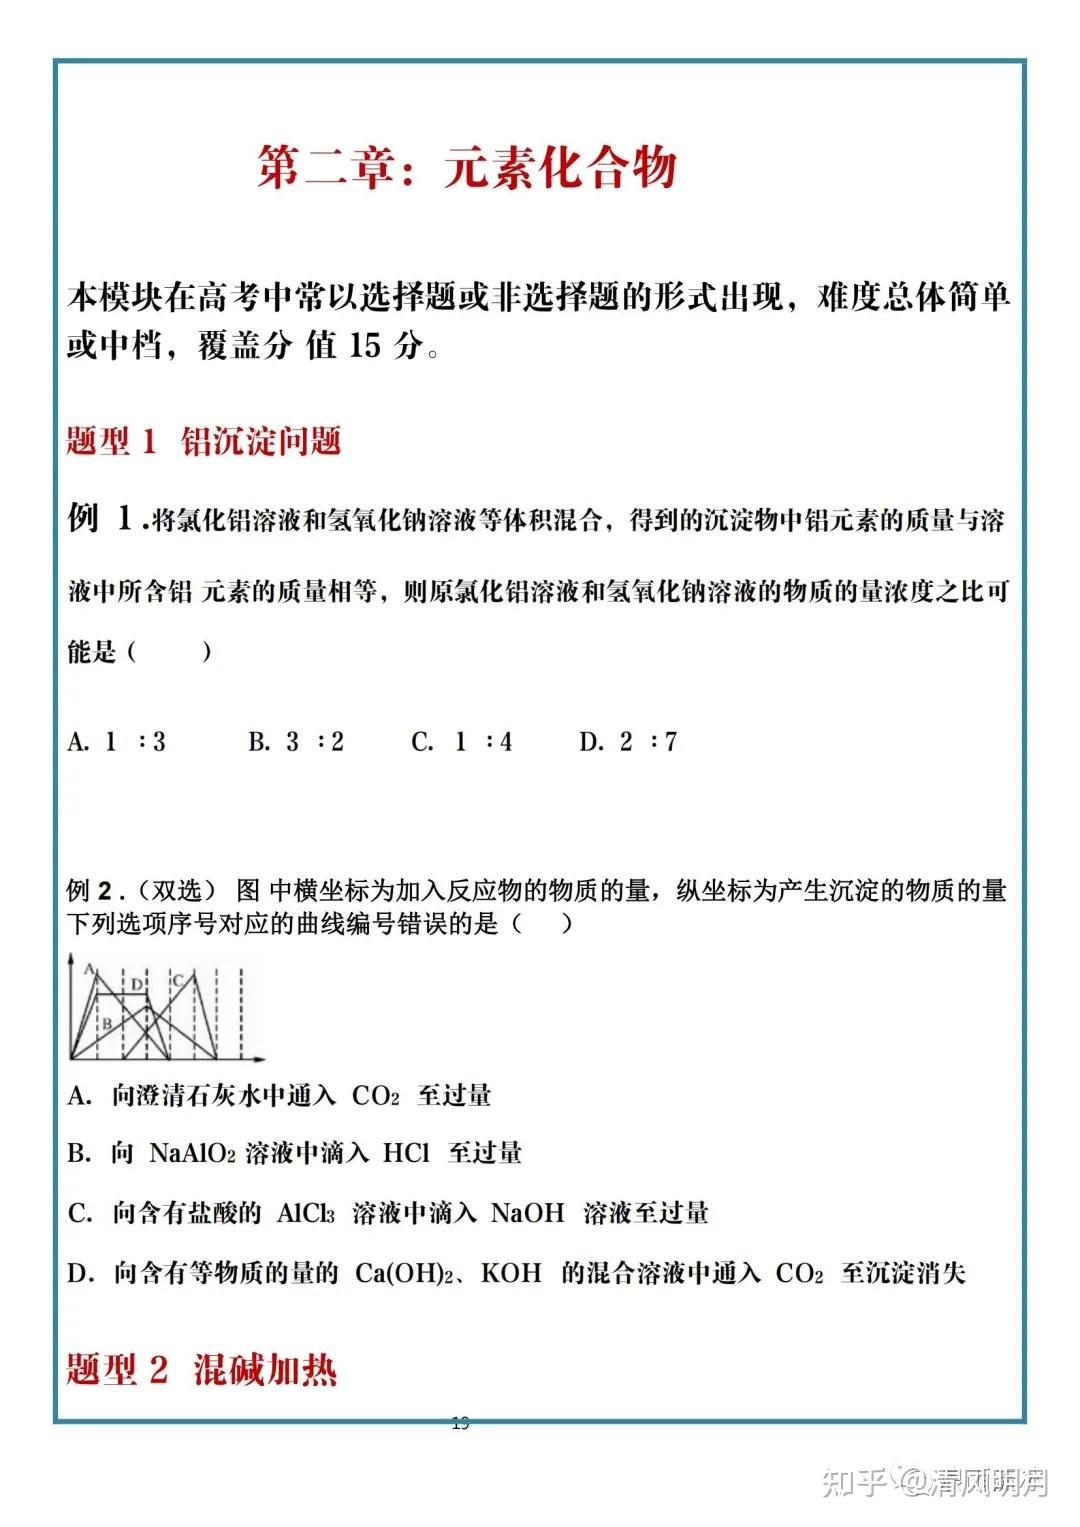 第二章：元素化合物
本模块在高考中常以选择题或非选择题的形式出现，难度总体简单
或中档，覆盖分 值 15 分。
题型 1 铝沉淀问题
例 1.将氯化铝溶液和氢氧化钠溶液等体积混合，得到的沉淀物中铝元素的质量与溶
液中所含铝 元素的质量相等，则原氯化铝溶液和氢氧化钠溶液的物质的量浓度之比可
能是（ ）
A. 1 ：3 B. 3 ：2 C. 1 ：4 D. 2 ：7
例 2 .（双选） 图 中横坐标为加入反应物的物质的量，纵坐标为产生沉淀的物质的量
下列选项序号对应的曲线编号错误的是（ ）
A D C
B
A. 向澄清石灰水中通入 CO₂ 至过量
B. 向 NaAlO₂ 溶液中滴入 HCl 至过量
C. 向含有盐酸的 AlCl₃ 溶液中滴入 NaOH 溶液至过量
D. 向含有等物质的量的 Ca(OH)₂、KOH 的混合溶液中通入 CO₂ 至沉淀消失
题型 2 混碱加热
19
知乎 @清风明月